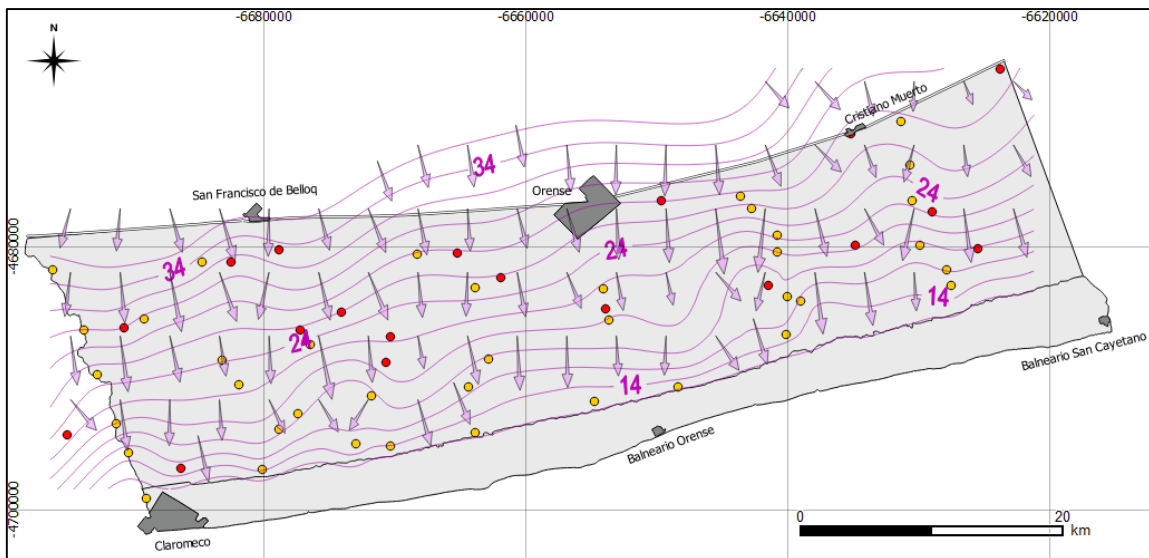 -6680000 -6660000 -6640000 -6620000
N
Cristiano Muerto
34
San Francisco de Belloq
Orense
24
-4680000
24
34
14
24
Balneario San Cayetano
14
Balneario Orense
-4700000
0 20
km
Claromeco